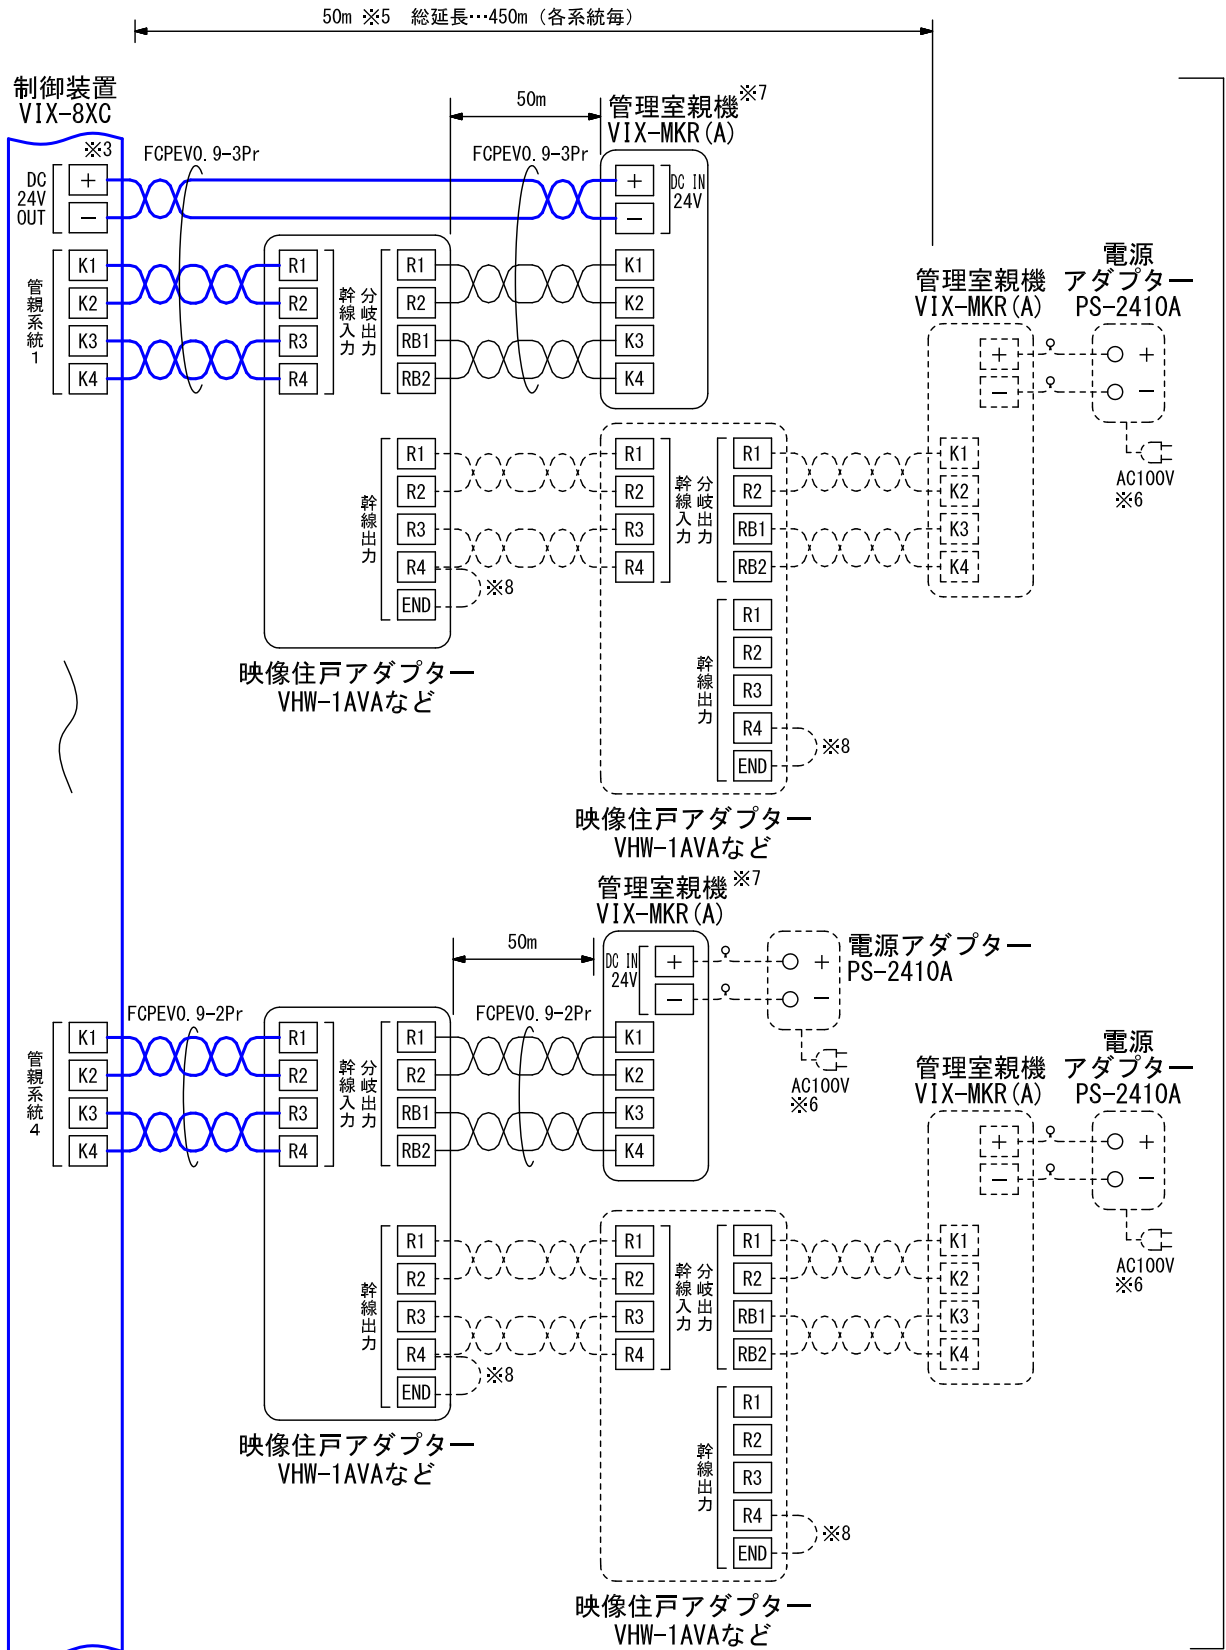 50m ※5 総延長…450m (各系統毎)
制御装置
VIX-8XC
※3
FCPEV0.9-3Pr
50m
FCPEV0.9-3Pr
管理室親機 ※7
VIX-MKR(A)
DC
24V
OUT
+
−
+
−
DC IN
24V
管親系統1
K1
K2
K3
K4
R1
R2
R3
R4
幹線入力
分岐出力
R1
R2
RB1
RB2
K1
K2
K3
K4
幹線出力
R1
R2
R3
R4
END
※8
映像住戸アダプター
VHW-1AVAなど
R1
R2
R3
R4
幹線入力
分岐出力
R1
R2
RB1
RB2
幹線出力
R1
R2
R3
R4
END
※8
映像住戸アダプター
VHW-1AVAなど
管理室親機
VIX-MKR(A)
+
−
K1
K2
K3
K4
電源
アダプター
PS-2410A
+
−
AC100V
※6
管理室親機 ※7
VIX-MKR(A)
50m
DC IN
24V
+
−
+
−
電源アダプター
PS-2410A
AC100V
※6
FCPEV0.9-2Pr
FCPEV0.9-2Pr
管親系統4
K1
K2
K3
K4
R1
R2
R3
R4
幹線入力
分岐出力
R1
R2
RB1
RB2
K1
K2
K3
K4
幹線出力
R1
R2
R3
R4
END
※8
映像住戸アダプター
VHW-1AVAなど
R1
R2
R3
R4
幹線入力
分岐出力
R1
R2
RB1
RB2
幹線出力
R1
R2
R3
R4
END
※8
映像住戸アダプター
VHW-1AVAなど
管理室親機
VIX-MKR(A)
+
−
K1
K2
K3
K4
電源
アダプター
PS-2410A
+
−
AC100V
※6